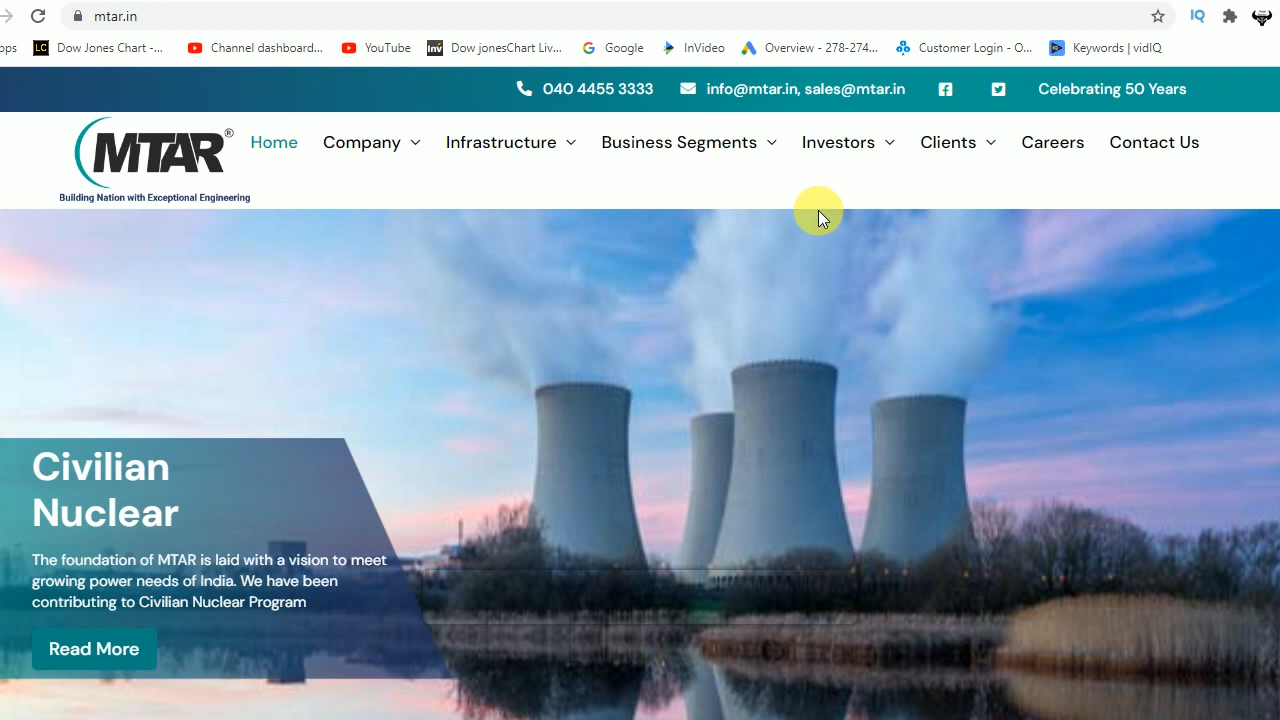 mtar.in
IQ
ops LC Dow Jones Chart -... Channel dashboard... YouTube Inv Dow jonesChart Liv... Google InVideo Overview - 278-274... Customer Login - O... Keywords | vidIQ
040 4455 3333 info@mtar.in, sales@mtar.in Celebrating 50 Years
MTAR®
Building Nation with Exceptional Engineering
Home Company Infrastructure Business Segments Investors Clients Careers Contact Us
Civilian
Nuclear
The foundation of MTAR is laid with a vision to meet
growing power needs of India. We have been
contributing to Civilian Nuclear Program
Read More